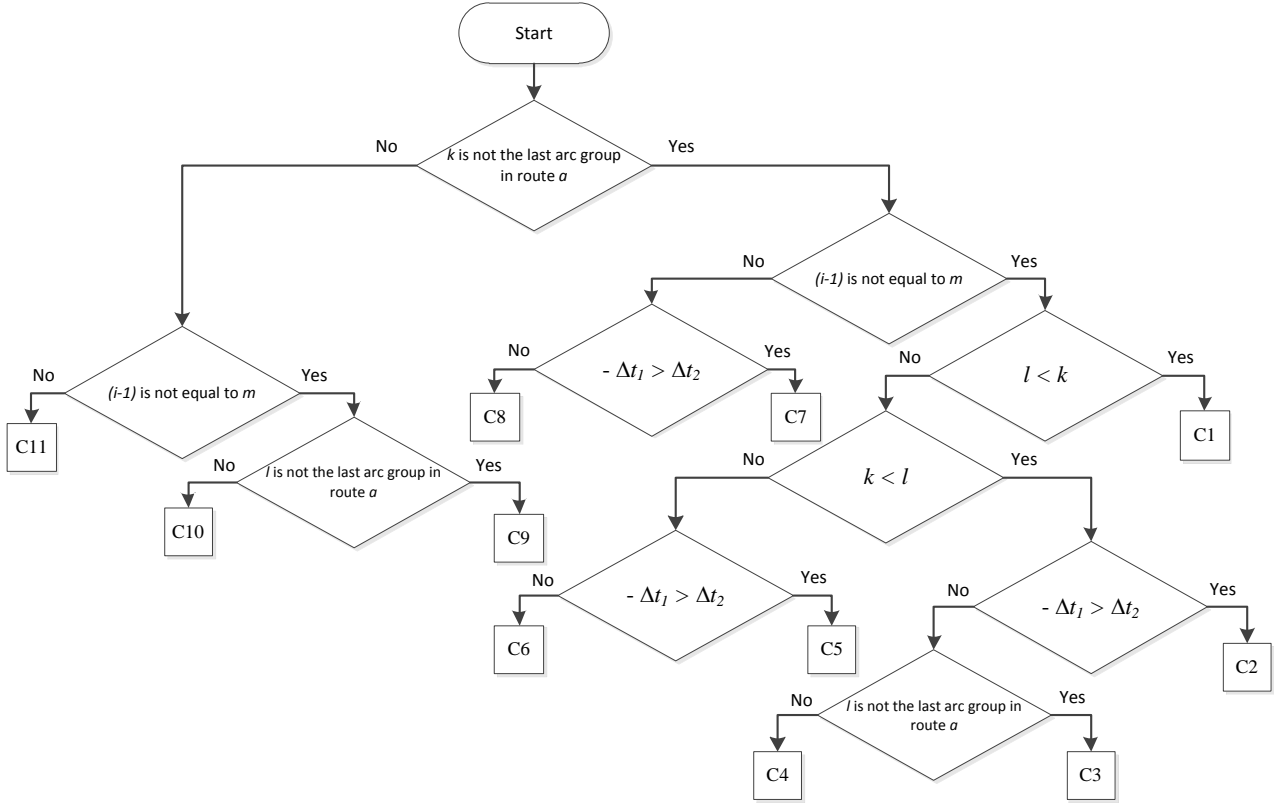 Start
No
Yes
k is not the last arc group
in route a
No
Yes
(i-1) is not equal to m
No
Yes
- Δt1 > Δt2
No
Yes
l < k
C8
C7
C1
No
Yes
(i-1) is not equal to m
C11
No
Yes
l is not the last arc group in
route a
C10
C9
No
Yes
k < l
No
Yes
- Δt1 > Δt2
C6
C5
No
Yes
- Δt1 > Δt2
C2
No
Yes
l is not the last arc group in
route a
C4
C3